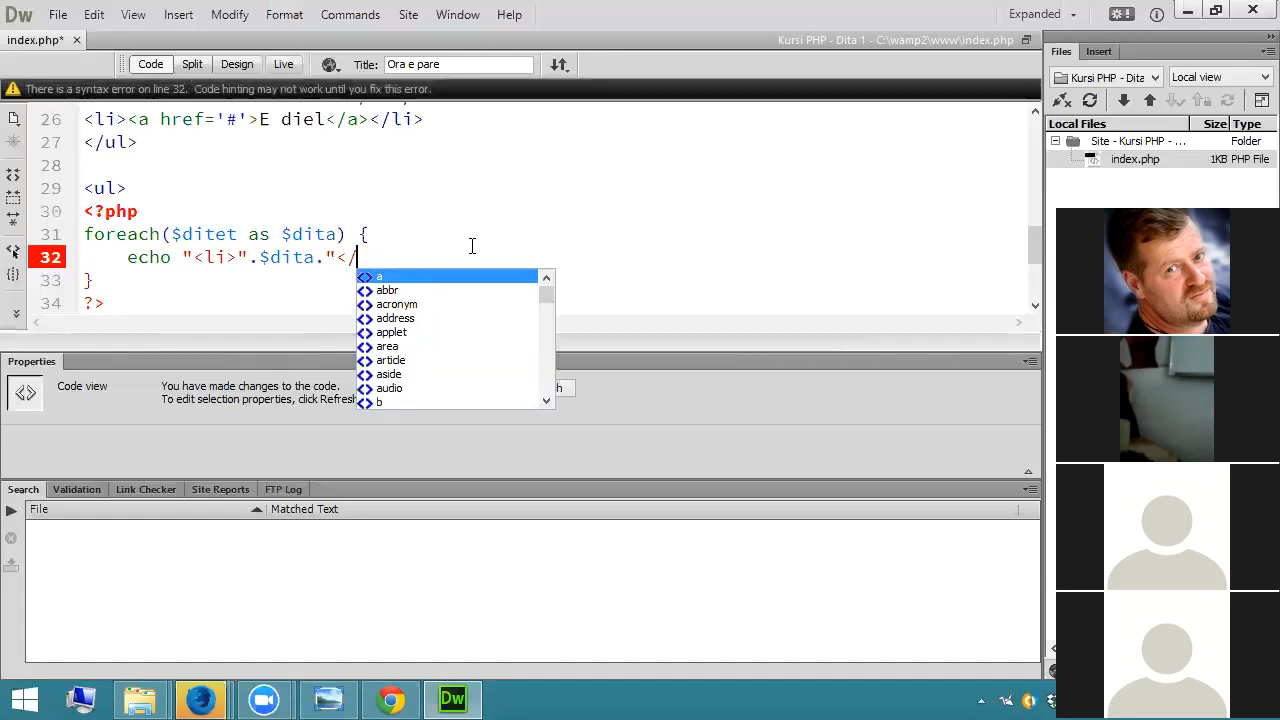 Dw File Edit View Insert Modify Format Commands Site Window Help Expanded
index.php* Kursi PHP - Dita 1 - C:\wamp2\www\index.php
Code Split Design Live Title: Ora e pare
There is a syntax error on line 32. Code hinting may not work until you fix this error.
26 <li><a href='#'>E diel</a></li>
27 </ul>
28
29 <ul>
30 <?php
31 foreach($ditet as $dita) {
32 echo "<li>".$dita."</
33 }
34 ?>
a
abbr
acronym
address
applet
area
article
aside
audio
b
Properties
Code view
You have made changes to the code.
To edit selection properties, click Refresh
h
Search Validation Link Checker Site Reports FTP Log
File Matched Text
Files Insert
Kursi PHP - Dita Local view
Local Files Size Type
Site - Kursi PHP - ... Folder
index.php 1KB PHP File
Dw